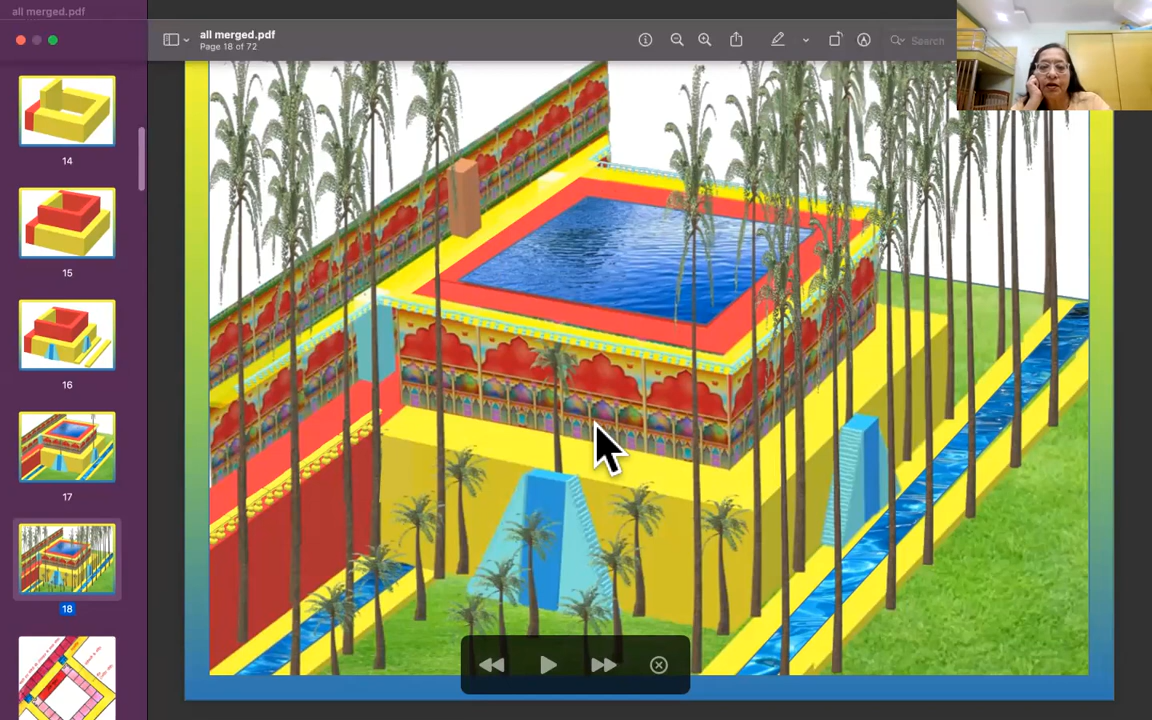 all merged.pdf
all merged.pdf
Page 18 of 72
Search
14
15
16
17
18